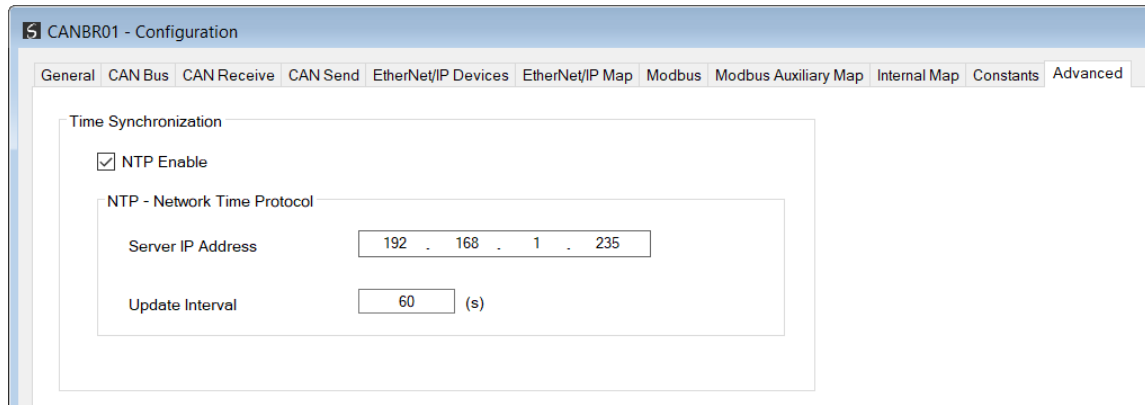 CANBR01 - Configuration
General CAN Bus CAN Receive CAN Send EtherNet/IP Devices EtherNet/IP Map Modbus Modbus Auxiliary Map Internal Map Constants Advanced
Time Synchronization
NTP Enable
NTP - Network Time Protocol
Server IP Address 192 . 168 . 1 . 235
Update Interval 60 (s)